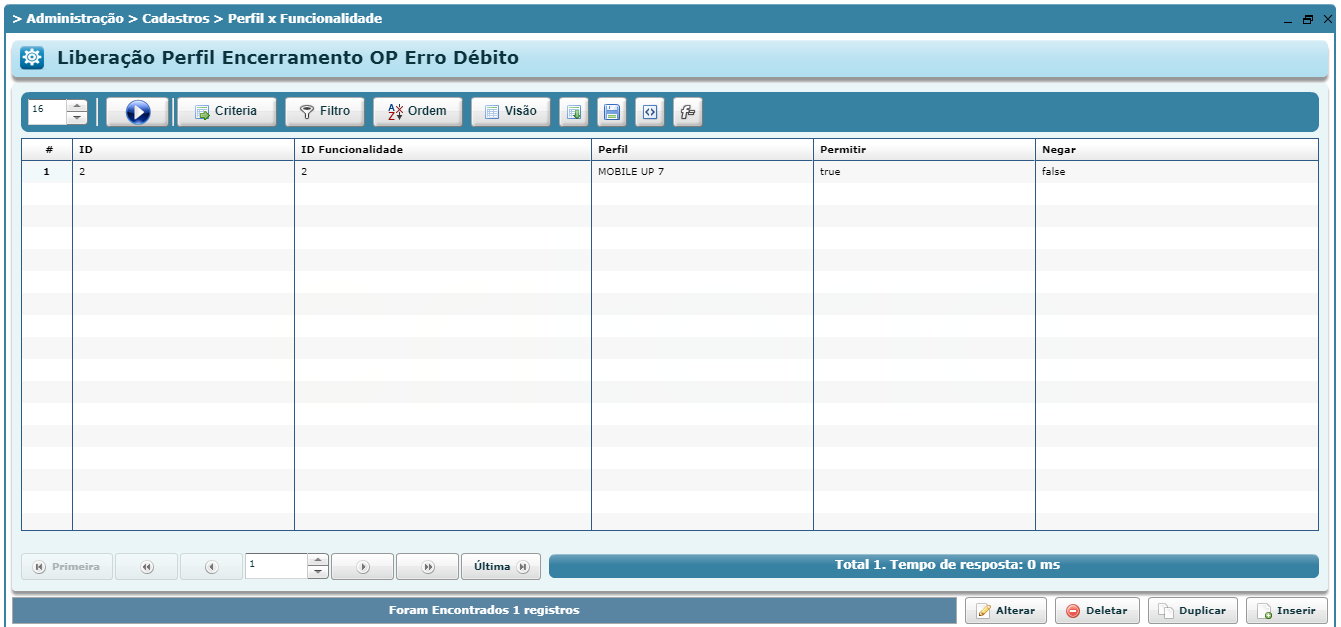 > Administração > Cadastros > Perfil x Funcionalidade
Liberação Perfil Encerramento OP Erro Débito
16 Criteria Filtro Ordem Visão
# ID ID Funcionalidade Perfil Permitir Negar
1 2 2 MOBILE UP 7 true false
Primeira 1 Última Total 1. Tempo de resposta: 0 ms
Foram Encontrados 1 registros Alterar Deletar Duplicar Inserir